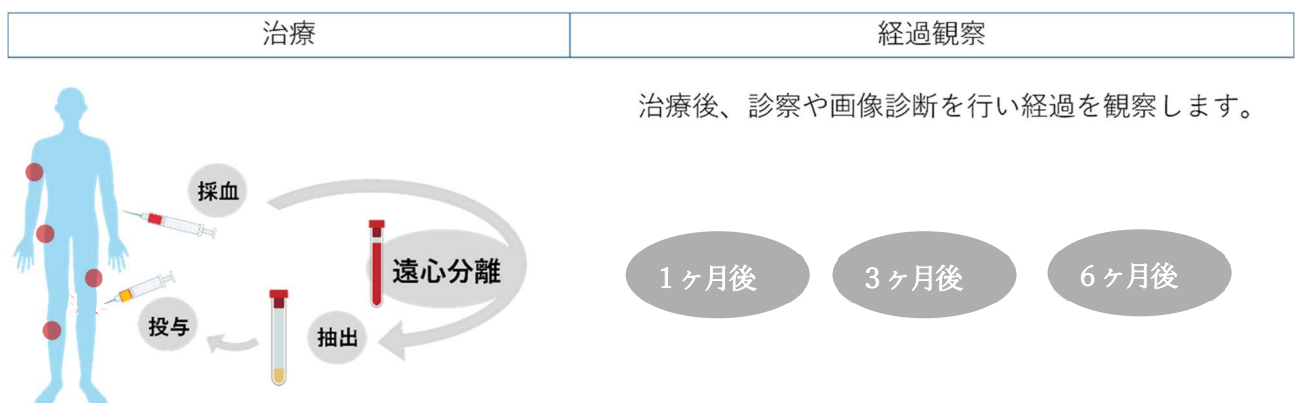 治療
経過観察
治療後、診察や画像診断を行い経過を観察します。
採血
遠心分離
抽出
投与
1ヶ月後
3ヶ月後
6ヶ月後